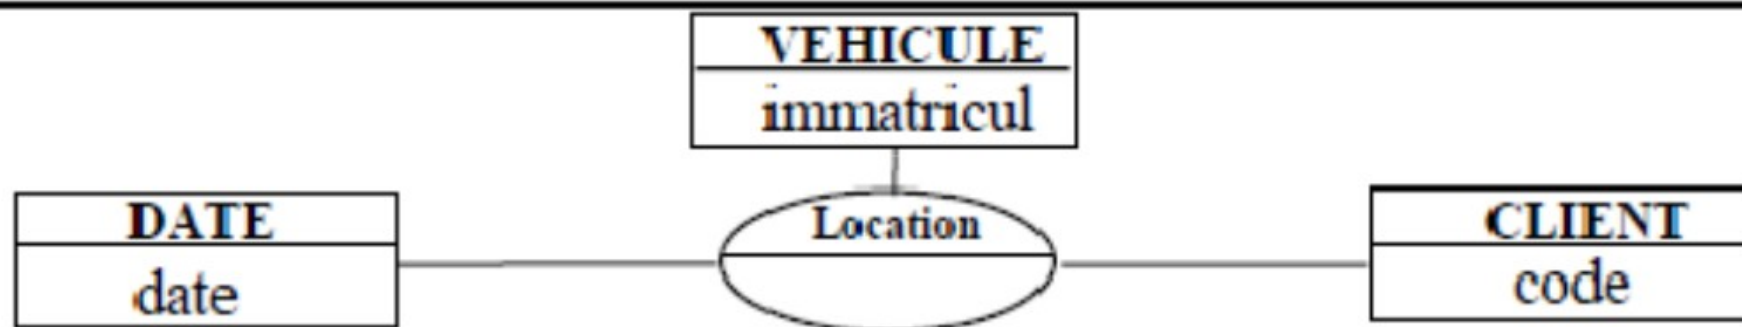 VEHICULE
immatricul
DATE
date
Location
CLIENT
code